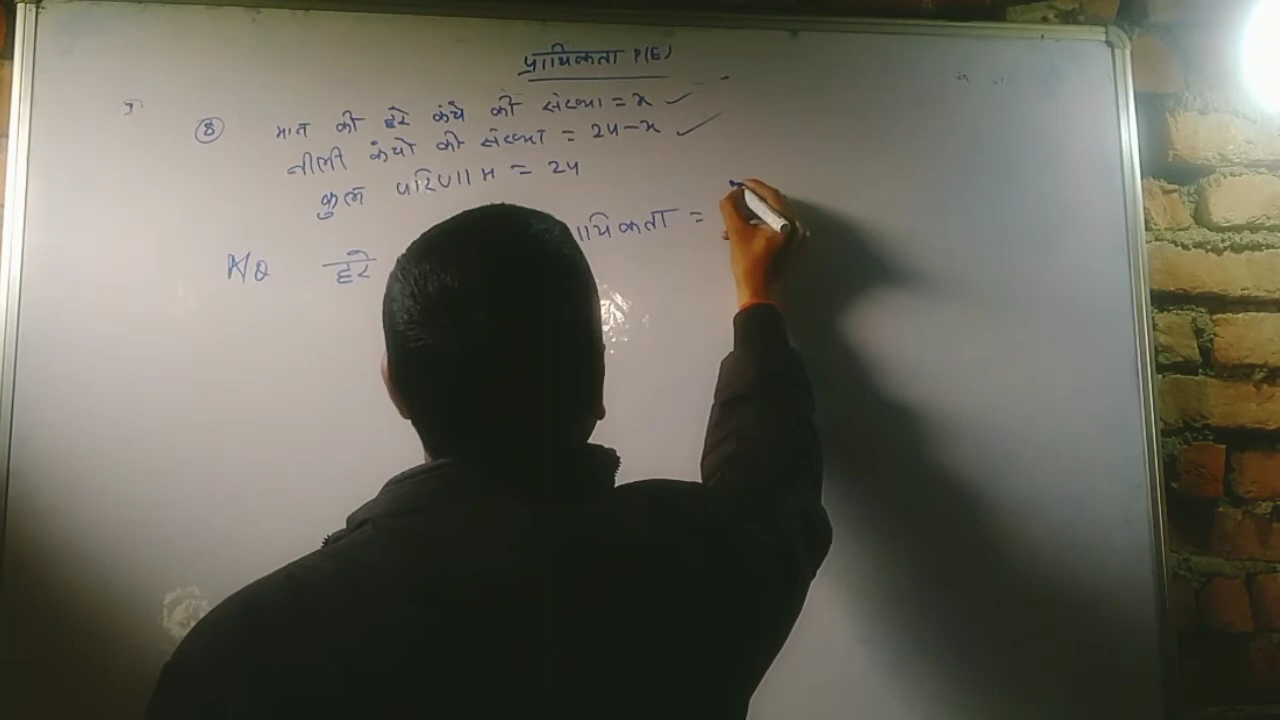 प्रायिकता P(E)
8 माना की हरे कंचे की संख्या = x
नीली कंचो की संख्या = 24-x
कुल परिणाम = 24
A/Q हरे ायिकता =